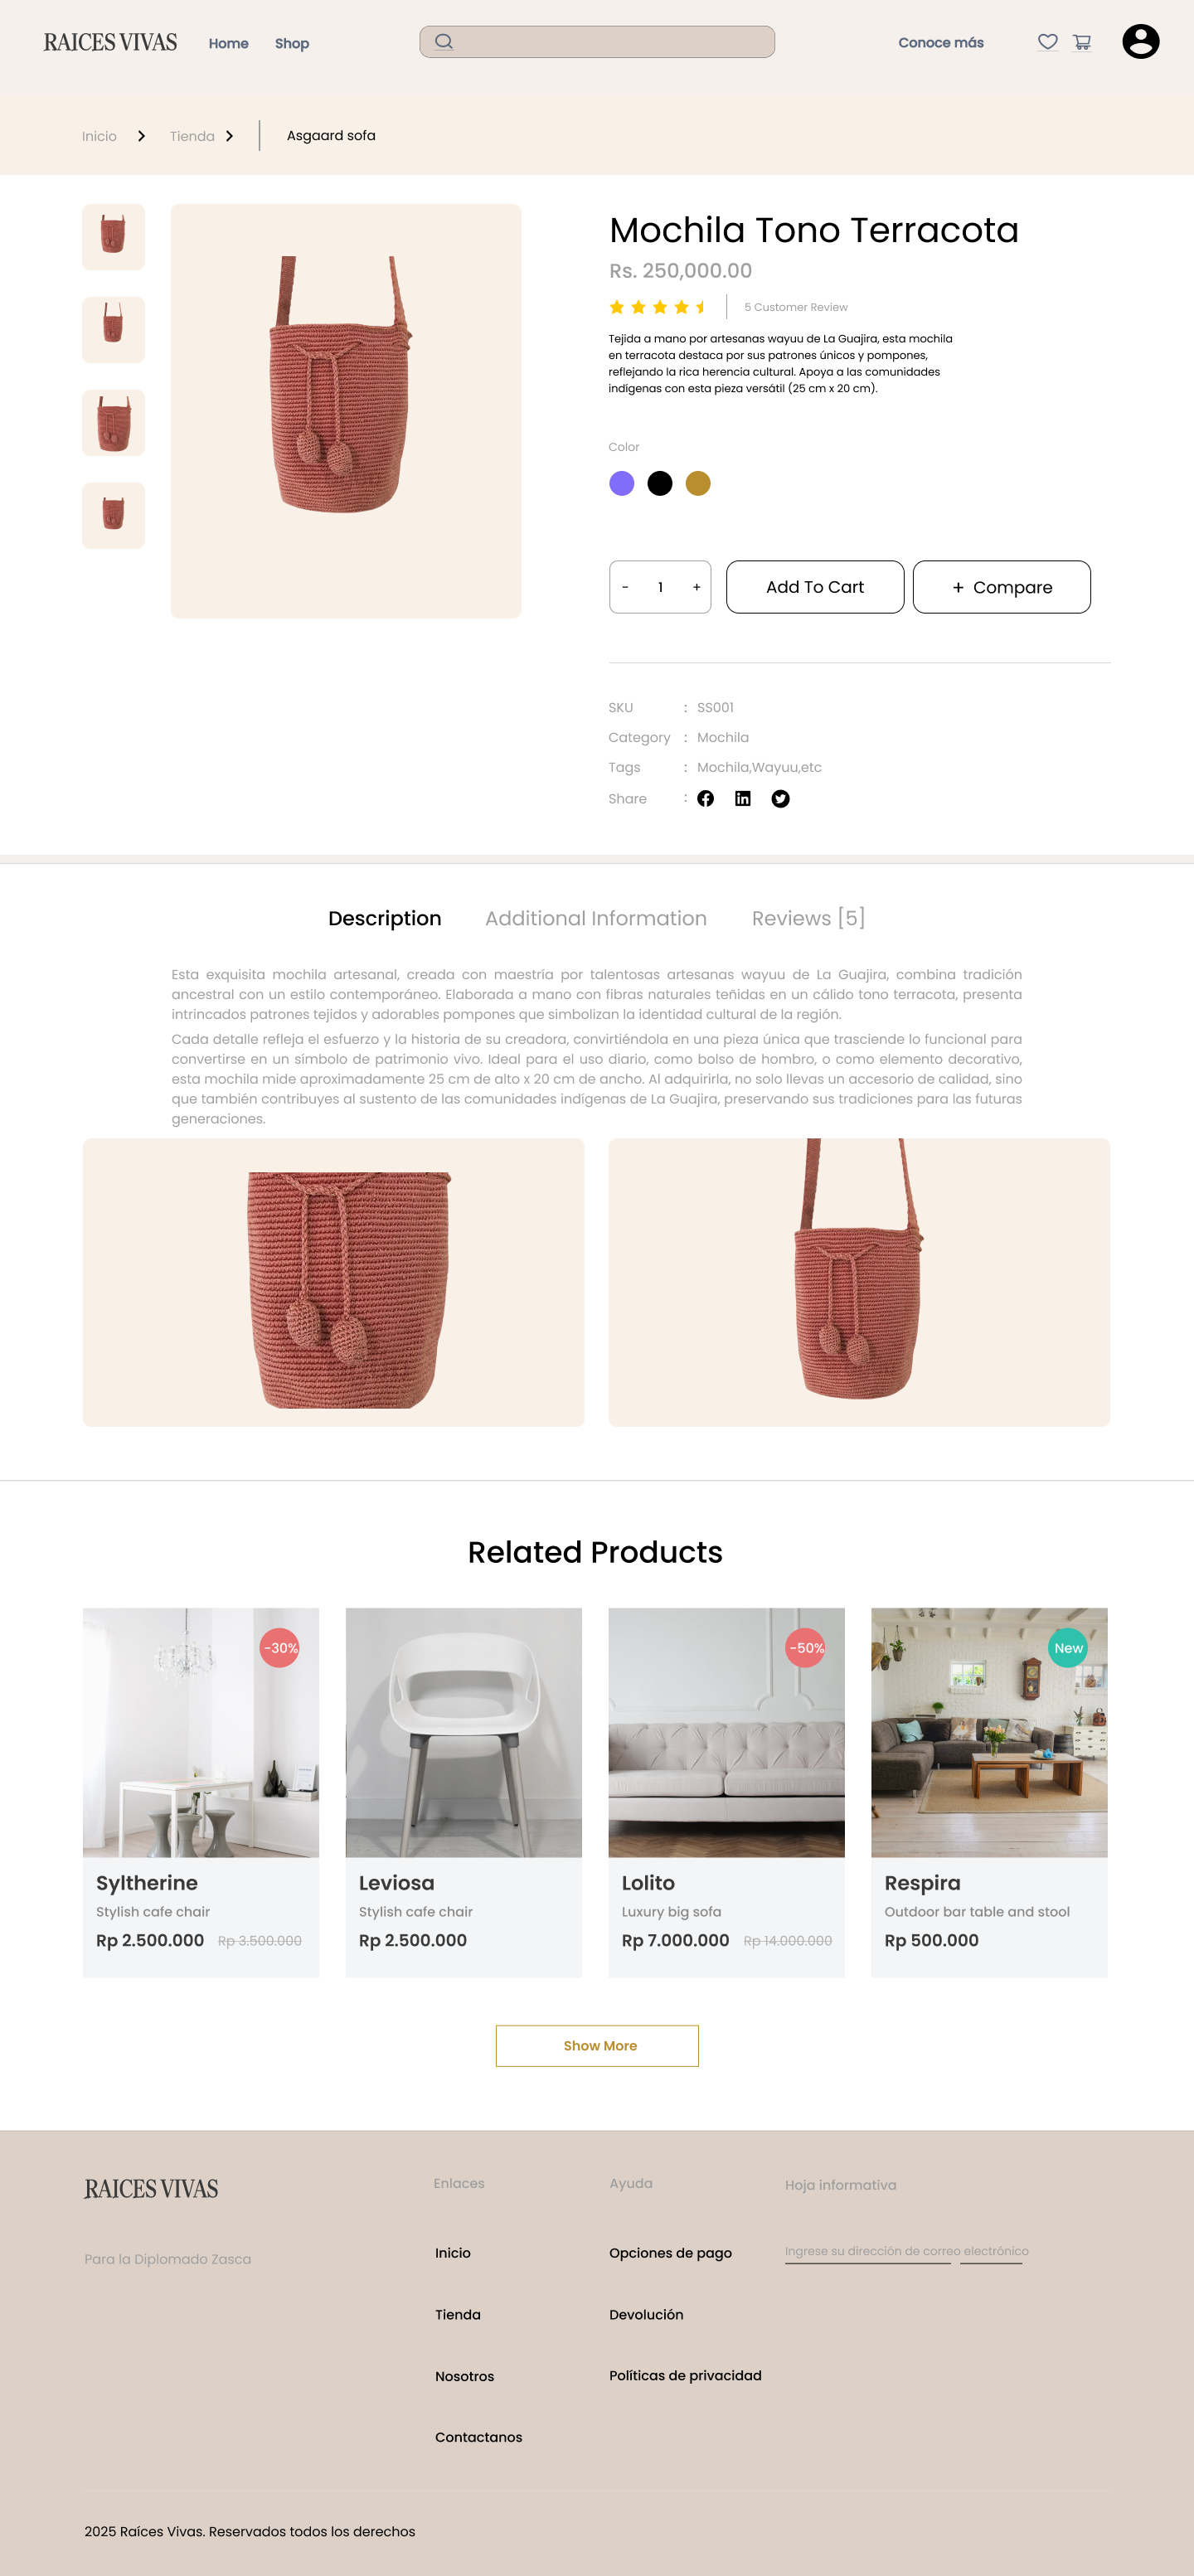 RAICES VIVAS
Home
Shop
Conoce más
Inicio
Tienda
Asgaard sofa
Mochila Tono Terracota
Rs. 250,000.00
5 Customer Review
Tejida a mano por artesanas wayuu de La Guajira, esta mochila
en terracota destaca por sus patrones únicos y pompones,
reflejando la rica herencia cultural. Apoya a las comunidades
indígenas con esta pieza versátil (25 cm x 20 cm).
Color
- 1 +
Add To Cart
+ Compare
SKU : SS001
Category : Mochila
Tags : Mochila,Wayuu,etc
Share :
Description
Additional Information
Reviews [5]
Esta exquisita mochila artesanal, creada con maestría por talentosas artesanas wayuu de La Guajira, combina tradición
ancestral con un estilo contemporáneo. Elaborada a mano con fibras naturales teñidas en un cálido tono terracota, presenta
intrincados patrones tejidos y adorables pompones que simbolizan la identidad cultural de la región.
Cada detalle refleja el esfuerzo y la historia de su creadora, convirtiéndola en una pieza única que trasciende lo funcional para
convertirse en un símbolo de patrimonio vivo. Ideal para el uso diario, como bolso de hombro, o como elemento decorativo,
esta mochila mide aproximadamente 25 cm de alto x 20 cm de ancho. Al adquirirla, no solo llevas un accesorio de calidad, sino
que también contribuyes al sustento de las comunidades indígenas de La Guajira, preservando sus tradiciones para las futuras
generaciones.
Related Products
-30%
Syltherine
Stylish cafe chair
Rp 2.500.000 Rp 3.500.000
Leviosa
Stylish cafe chair
Rp 2.500.000
-50%
Lolito
Luxury big sofa
Rp 7.000.000 Rp 14.000.000
New
Respira
Outdoor bar table and stool
Rp 500.000
Show More
RAICES VIVAS
Para la Diplomado Zasca
Enlaces
Inicio
Tienda
Nosotros
Contactanos
Ayuda
Opciones de pago
Devolución
Políticas de privacidad
Hoja informativa
Ingrese su dirección de correo electrónico
2025 Raíces Vivas. Reservados todos los derechos